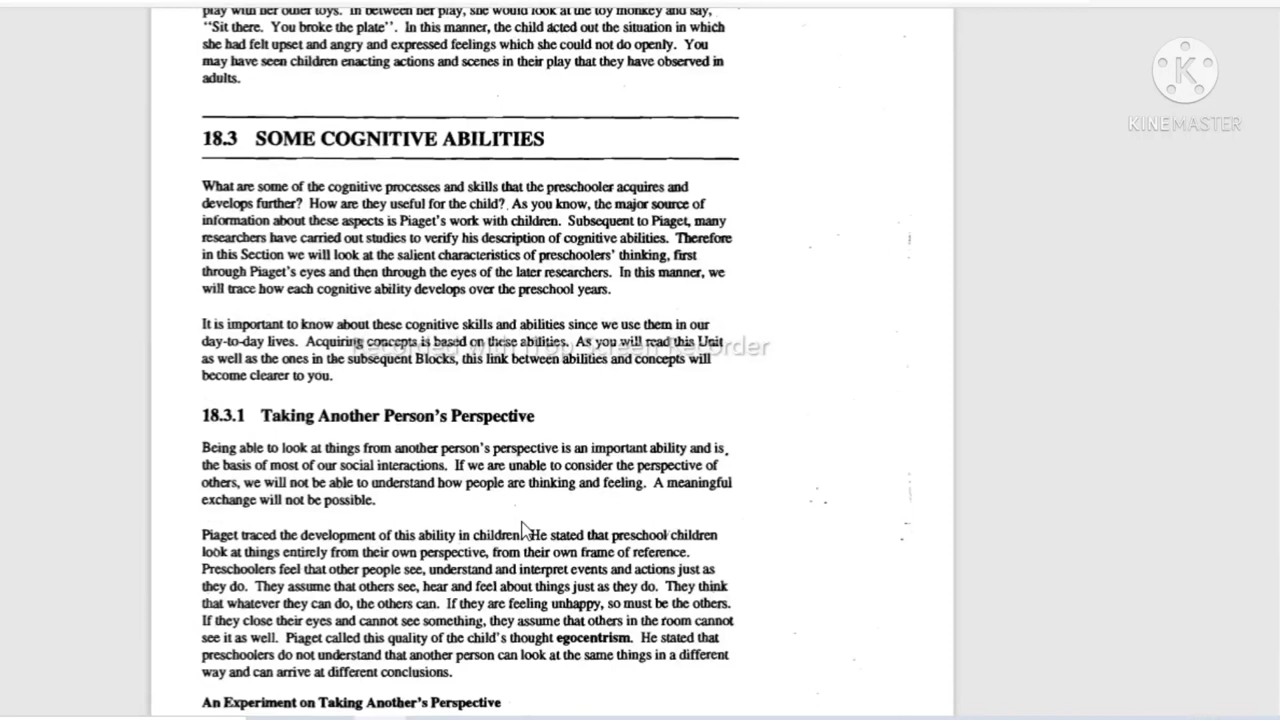 play with her other toys. In between her play, she would look at the toy monkey and say,
"Sit there. You broke the plate". In this manner, the child acted out the situation in which
she had felt upset and angry and expressed feelings which she could not do openly. You
may have seen children enacting actions and scenes in their play that they have observed in
adults.
18.3 SOME COGNITIVE ABILITIES
What are some of the cognitive processes and skills that the preschooler acquires and
develops further? How are they useful for the child? As you know, the major source of
information about these aspects is Piaget's work with children. Subsequent to Piaget, many
researchers have carried out studies to verify his description of cognitive abilities. Therefore
in this Section we will look at the salient characteristics of preschoolers' thinking, first
through Piaget's eyes and then through the eyes of the later researchers. In this manner, we
will trace how each cognitive ability develops over the preschool years.
It is important to know about these cognitive skills and abilities since we use them in our
day-to-day lives. Acquiring concepts is based on these abilities. As you will read this Unit
as well as the ones in the subsequent Blocks, this link between abilities and concepts will
become clearer to you.
18.3.1 Taking Another Person's Perspective
Being able to look at things from another person's perspective is an important ability and is
the basis of most of our social interactions. If we are unable to consider the perspective of
others, we will not be able to understand how people are thinking and feeling. A meaningful
exchange will not be possible.
Piaget traced the development of this ability in children. He stated that preschool children
look at things entirely from their own perspective, from their own frame of reference.
Preschoolers feel that other people see, understand and interpret events and actions just as
they do. They assume that others see, hear and feel about things just as they do. They think
that whatever they can do, the others can. If they are feeling unhappy, so must be the others.
If they close their eyes and cannot see something, they assume that others in the room cannot
see it as well. Piaget called this quality of the child's thought egocentrism. He stated that
preschoolers do not understand that another person can look at the same things in a different
way and can arrive at different conclusions.
An Experiment on Taking Another's Perspective
K
KINEMASTER
Recorded with iTop Screen Recorder